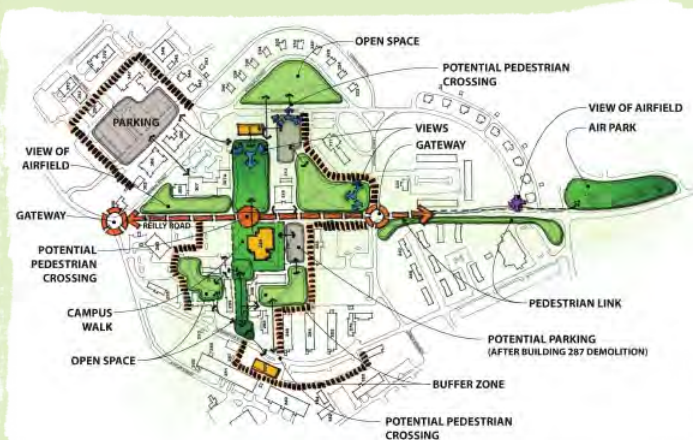 OPEN SPACE
POTENTIAL PEDESTRIAN
CROSSING
VIEW OF AIRFIELD
AIR PARK
PARKING
VIEWS
GATEWAY
VIEW OF
AIRFIELD
GATEWAY
REILLY ROAD
POTENTIAL
PEDESTRIAN
CROSSING
CAMPUS
WALK
OPEN SPACE
PEDESTRIAN LINK
POTENTIAL PARKING
(AFTER BUILDING 287 DEMOLITION)
BUFFER ZONE
POTENTIAL PEDESTRIAN
CROSSING